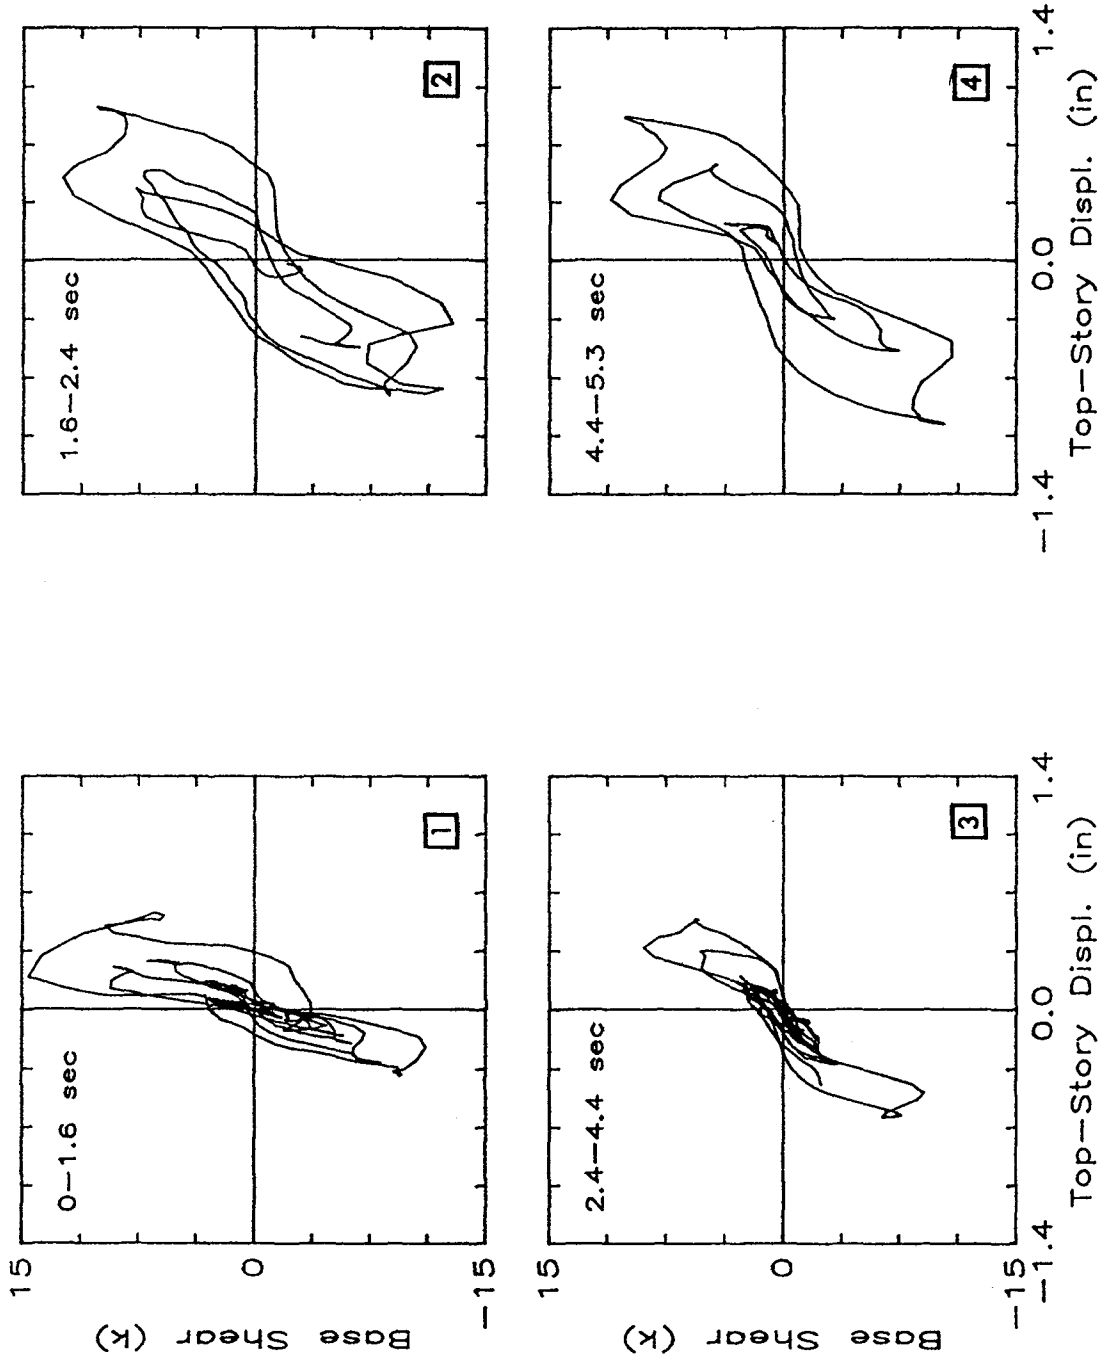 15
0
-15
Base
Shear (k)
0-1.6 sec
1
1.6-2.4 sec
2
Base
Shear (k)
2.4-4.4 sec
3
-1.4
0.0
1.4
Top-Story Displ. (in)
4.4-5.3 sec
4
-1.4
0.0
1.4
Top-Story Displ. (in)
15
0
-15